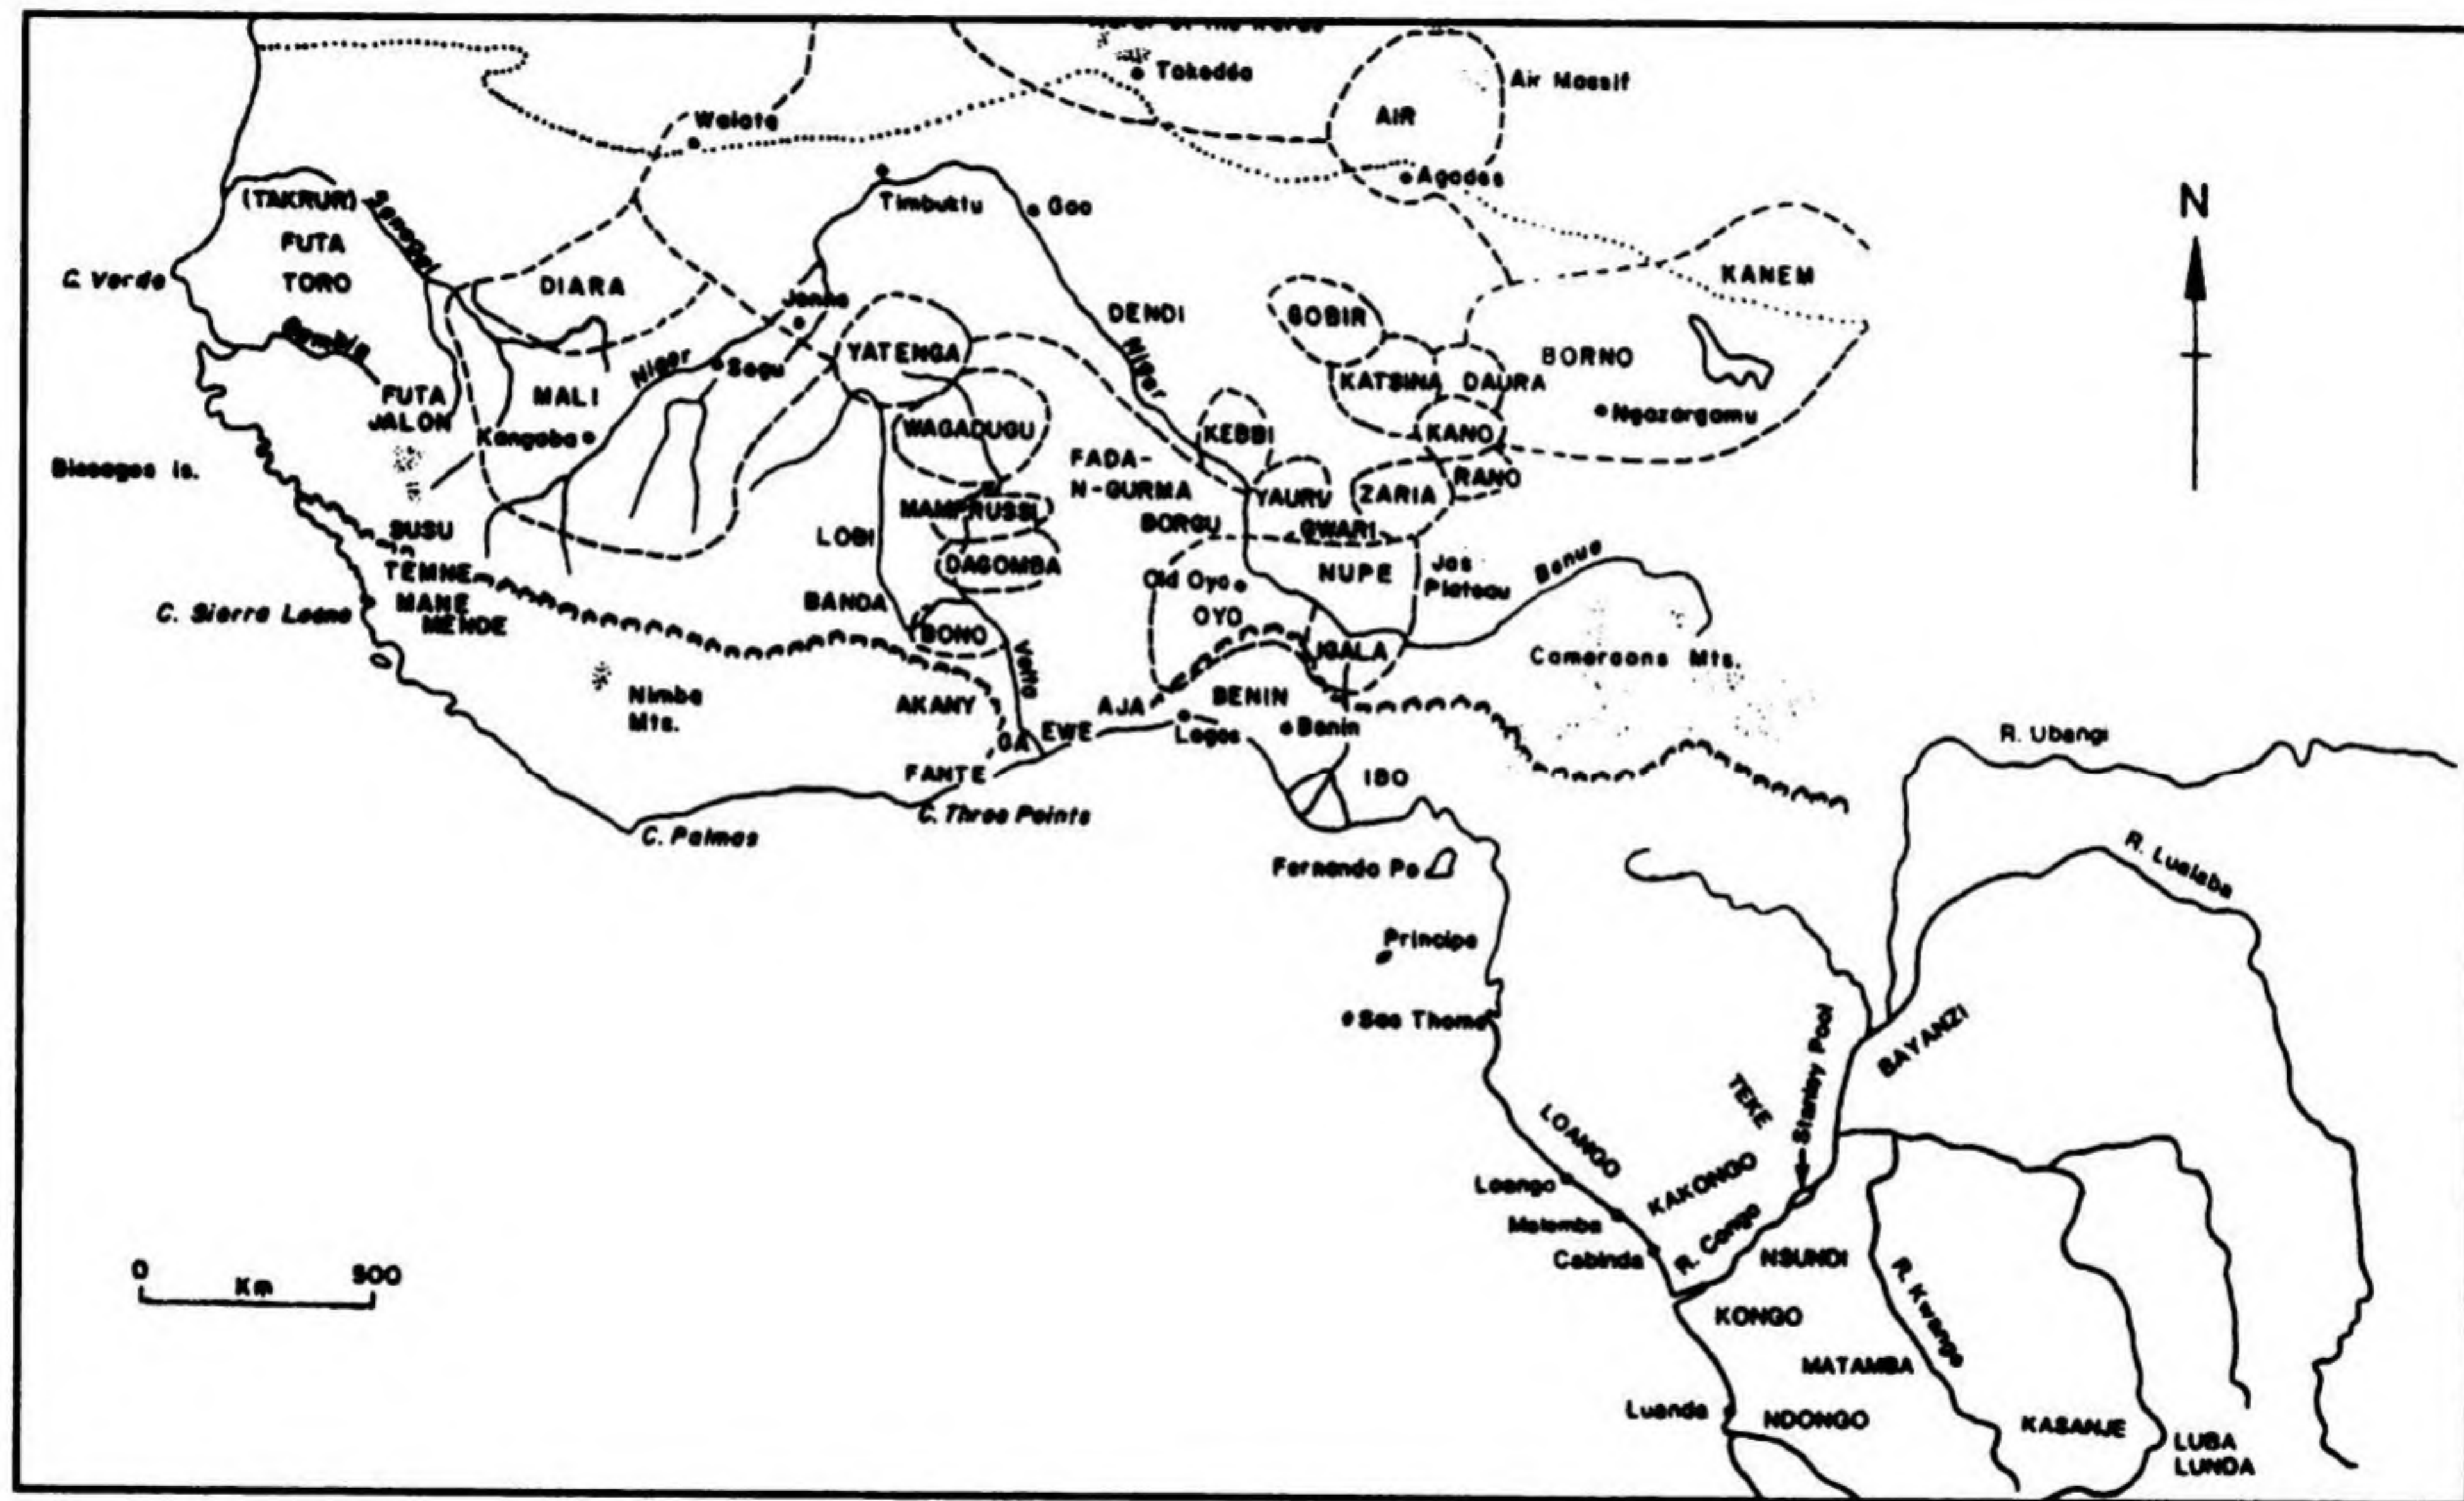 Takedda
Air Massif
AIR
Walata
Agades
(TAKRUR)
Senegal
Timbuktu
Gao
FUTA
TORO
C. Verde
DIARA
KANEM
N
Jenne
DENDI
GOBIR
Gambia
YATENGA
Niger
BORNO
Niger
Segu
KATSINA
DAURA
FUTA
JALON
MALI
Ngazargamu
Kangaba
WAGADUGU
KEBBI
KANO
Bissagos is.
FADA-
N-GURMA
YAURU
ZARIA
RANO
MAMPRUSSI
BORGU
GWARI
SUSU
LOBI
TEMNE
DAGOMBA
Old Oyo
NUPE
Jos
Plateau
Benue
C. Sierra Leone
MANE
MENDE
BANDA
OYO
BONO
Volta
IGALA
Cameroons Mts.
Nimba
Mts.
AKANY
AJA
BENIN
GA
EWE
Lagos
Benin
R. Ubangi
FANTE
IBO
C. Three Points
C. Palmas
Fernando Po
R. Lualaba
Principe
Sao Thome
Stanley Pool
BAYANZI
TEKE
LOANGO
Loango
KAKONGO
Malemba
Cabinda
R. Congo
NSUNDI
0 500
Km
R. Kwango
KONGO
MATAMBA
Luanda
NDONGO
KASANJE
LUBA
LUNDA